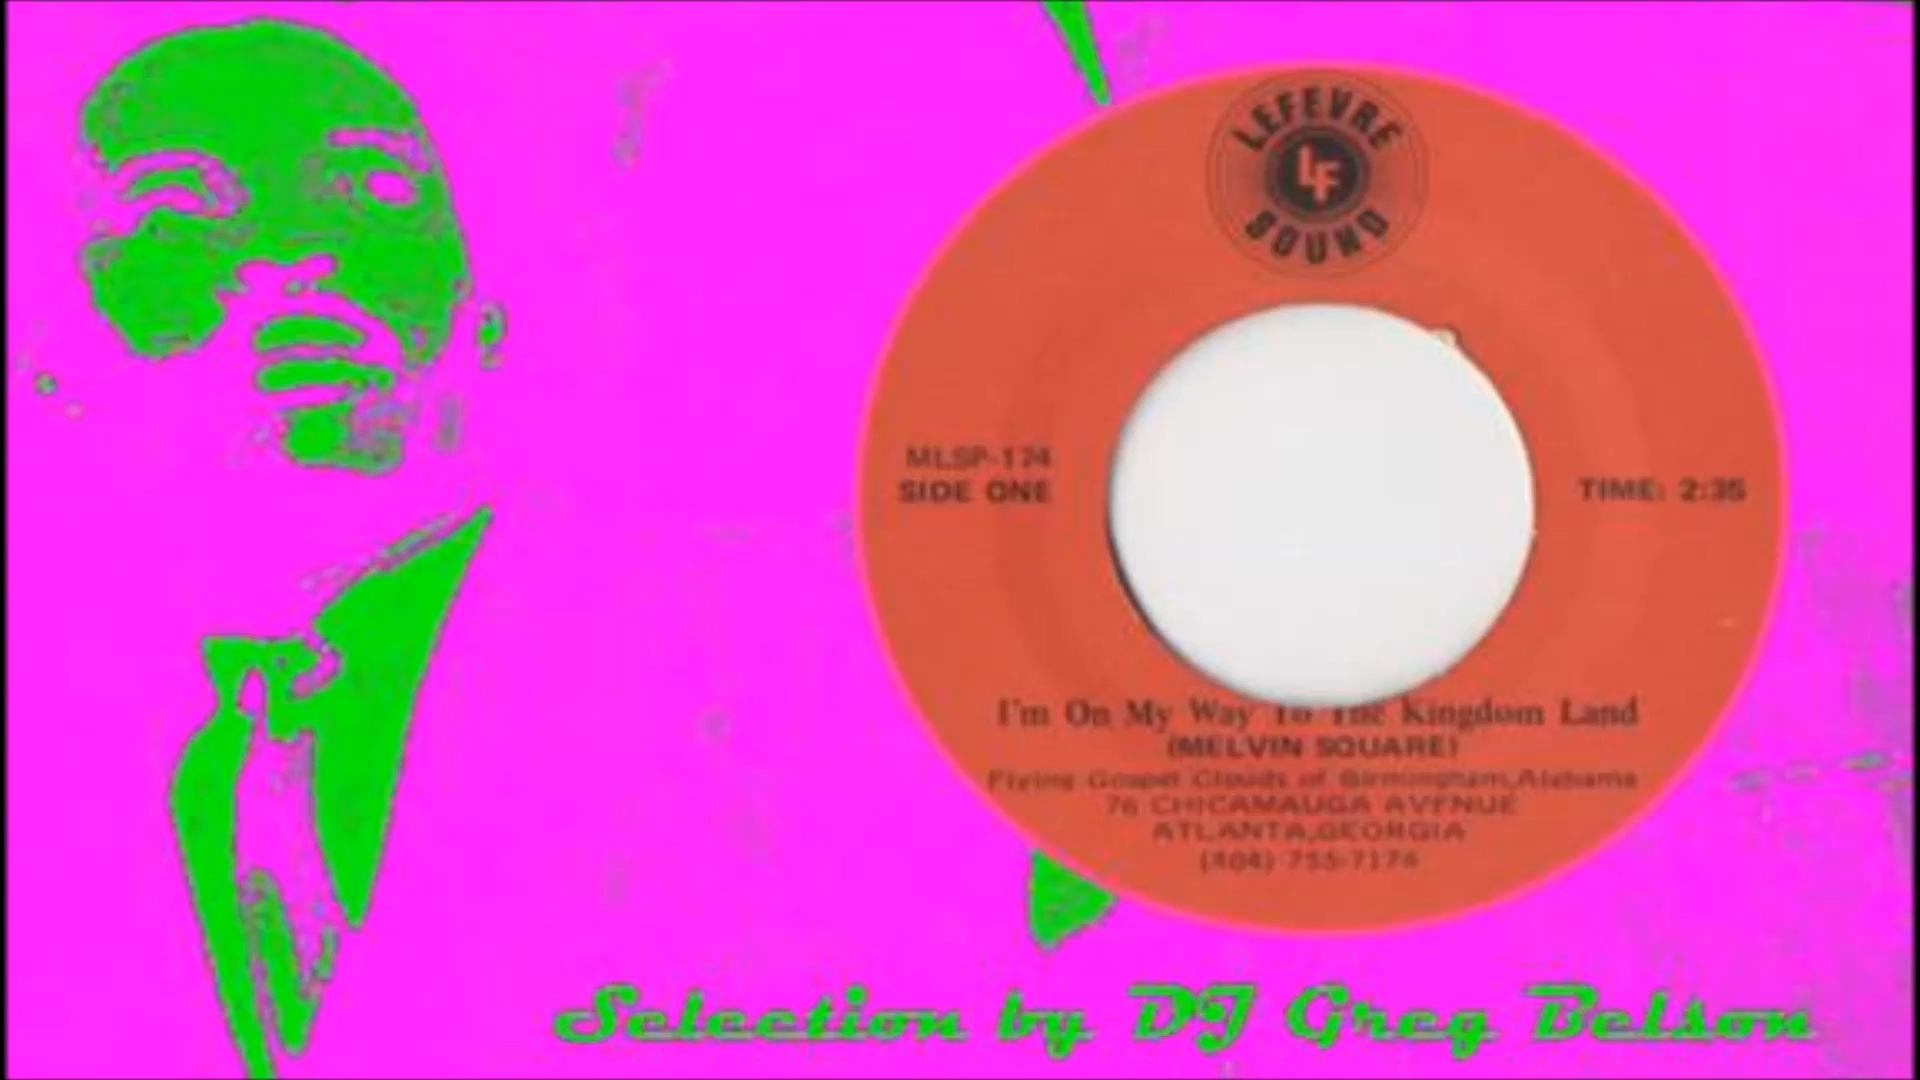 LEFEVRE
LF
SOUND
MLSP-174
SIDE ONE
TIME: 2:35
I'm On My Way To The Kingdom Land
(MELVIN SQUARE)
Flying Gospel Clouds of Birmingham, Alabama
76 CHICAMAUGA AVENUE
ATLANTA, GEORGIA
(404) 755-7174
Selection by DJ Greg Belson